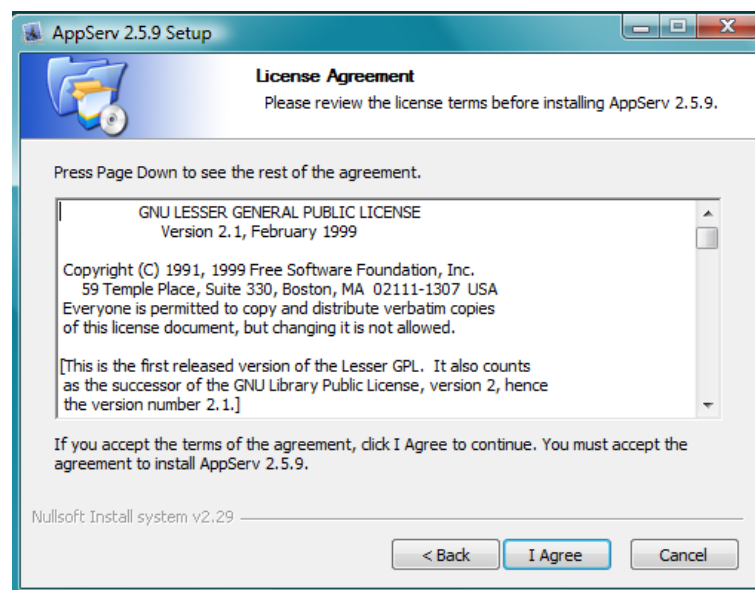 AppServ 2.5.9 Setup
License Agreement
Please review the license terms before installing AppServ 2.5.9.
Press Page Down to see the rest of the agreement.
GNU LESSER GENERAL PUBLIC LICENSE
Version 2.1, February 1999
Copyright (C) 1991, 1999 Free Software Foundation, Inc.
59 Temple Place, Suite 330, Boston, MA 02111-1307 USA
Everyone is permitted to copy and distribute verbatim copies
of this license document, but changing it is not allowed.
[This is the first released version of the Lesser GPL. It also counts
as the successor of the GNU Library Public License, version 2, hence
the version number 2.1.]
If you accept the terms of the agreement, click I Agree to continue. You must accept the
agreement to install AppServ 2.5.9.
Nullsoft Install system v2.29
< Back
I Agree
Cancel